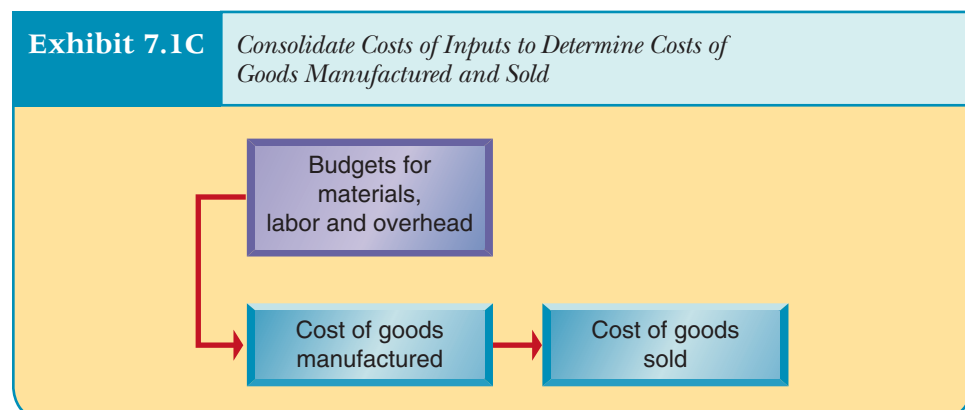 Exhibit 7.1C
Consolidate Costs of Inputs to Determine Costs of
Goods Manufactured and Sold
Budgets for
materials,
labor and overhead
Cost of goods
manufactured
Cost of goods
sold